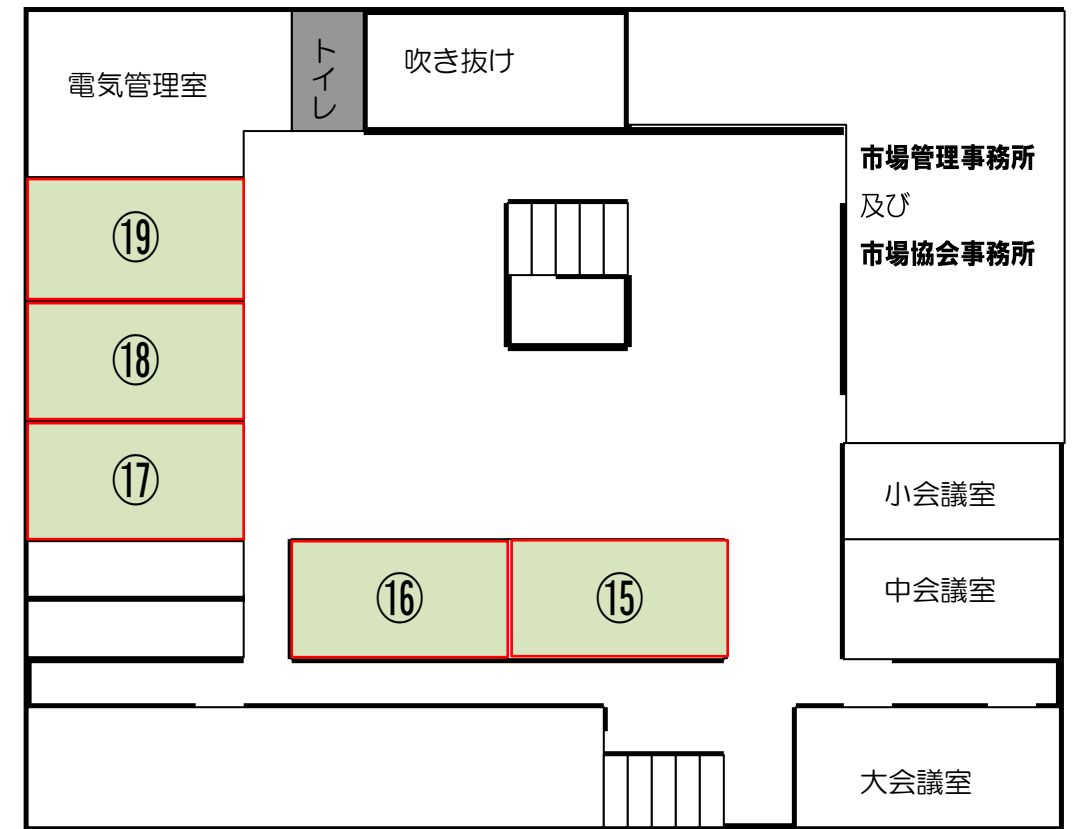 電気管理室
トイレ
吹き抜け
市場管理事務所
及び
市場協会事務所
⑲
⑱
⑰
小会議室
⑯
⑮
中会議室
大会議室